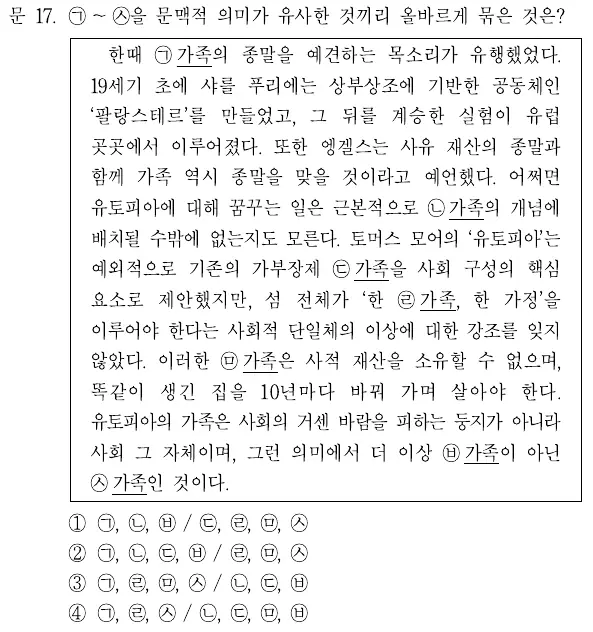 문 17. ㉠ ~ ㉦을 문맥적 의미가 유사한 것끼리 올바르게 묶은 것은?
한때 ㉠가족의 종말을 예견하는 목소리가 유행했었다.
19세기 초에 샤를 푸리에는 상부상조에 기반한 공동체인
‘팔랑스테르’를 만들었고, 그 뒤를 계승한 실험이 유럽
곳곳에서 이루어졌다. 또한 엥겔스는 사유 재산의 종말과
함께 가족 역시 종말을 맞을 것이라고 예언했다. 어쩌면
유토피아에 대해 꿈꾸는 일은 근본적으로 ㉡가족의 개념에
배치될 수밖에 없는지도 모른다. 토머스 모어의 ‘유토피아’는
예외적으로 기존의 가부장제 ㉢가족을 사회 구성의 핵심
요소로 제안했지만, 섬 전체가 ‘한 ㉣가족, 한 가정’을
이루어야 한다는 사회적 단일체의 이상에 대한 강조를 잊지
않았다. 이러한 ㉤가족은 사적 재산을 소유할 수 없으며,
똑같이 생긴 집을 10년마다 바꿔 가며 살아야 한다.
유토피아의 가족은 사회의 거센 바람을 피하는 둥지가 아니라
사회 그 자체이며, 그런 의미에서 더 이상 ㉥가족이 아닌
㉦가족인 것이다.
① ㉠, ㉡, ㉥ / ㉢, ㉣, ㉤, ㉦
② ㉠, ㉡, ㉢, ㉥ / ㉣, ㉤, ㉦
③ ㉠, ㉣, ㉤, ㉦ / ㉡, ㉢, ㉥
④ ㉠, ㉣, ㉦ / ㉡, ㉢, ㉤, ㉥